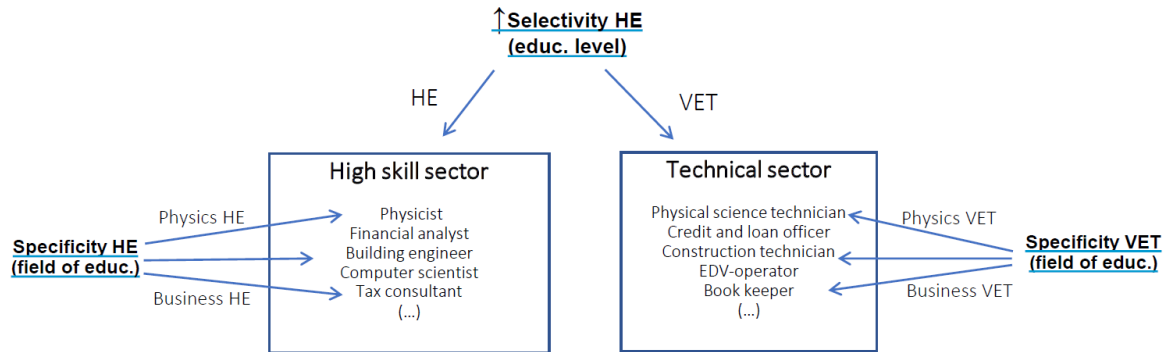 ↑Selectivity HE
(educ. level)
HE
VET
High skill sector
Technical sector
Physics HE
Physicist
Financial analyst
Building engineer
Computer scientist
Tax consultant
(...)
Specificity HE
(field of educ.)
Business HE
Physical science technician
Credit and loan officer
Construction technician
EDV-operator
Book keeper
(...)
Physics VET
Specificity VET
(field of educ.)
Business VET